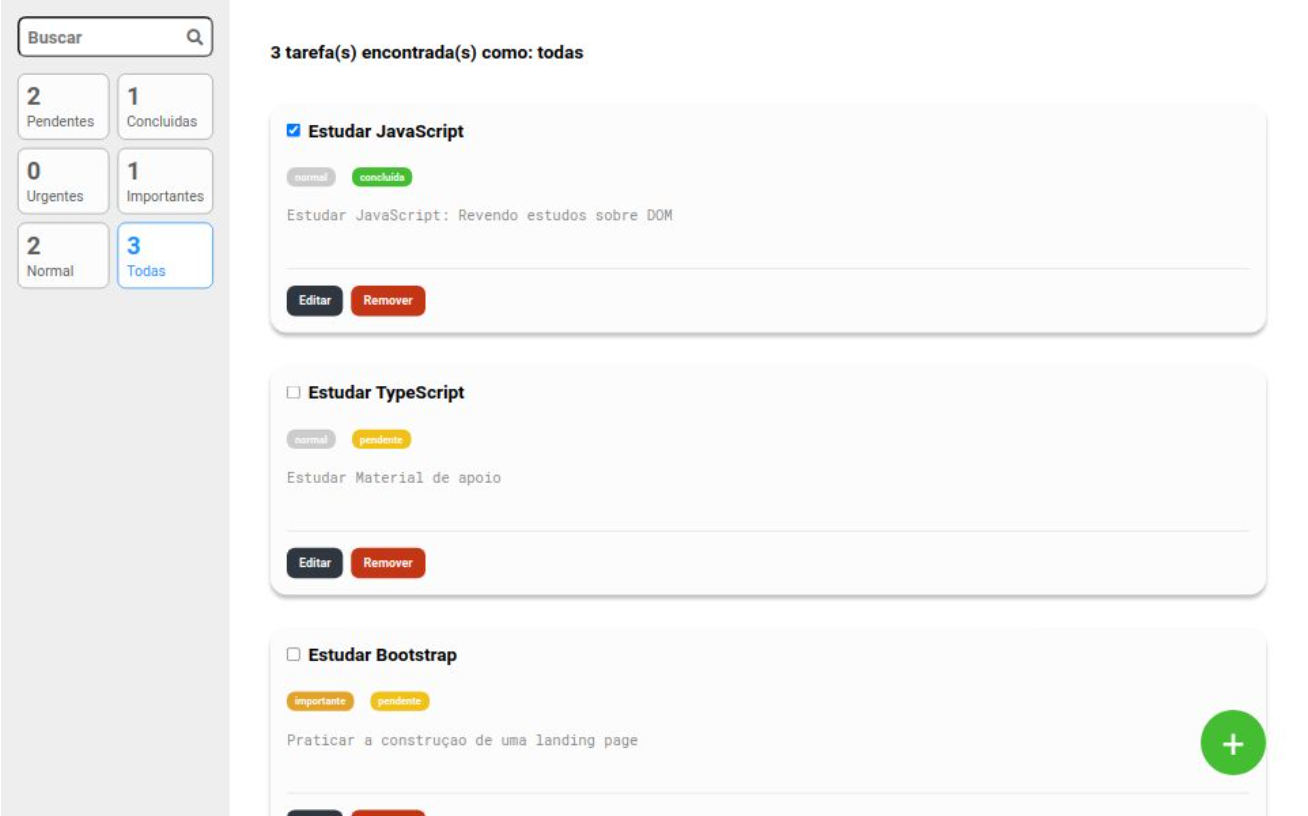 Buscar
2
Pendentes
1
Concluidas
0
Urgentes
1
Importantes
2
Normal
3
Todas
3 tarefa(s) encontrada(s) como: todas
Estudar JavaScript
normal concluída
Estudar JavaScript: Revendo estudos sobre DOM
Editar Remover
Estudar TypeScript
normal pendente
Estudar Material de apoio
Editar Remover
Estudar Bootstrap
importante pendente
Praticar a construçao de uma landing page
+